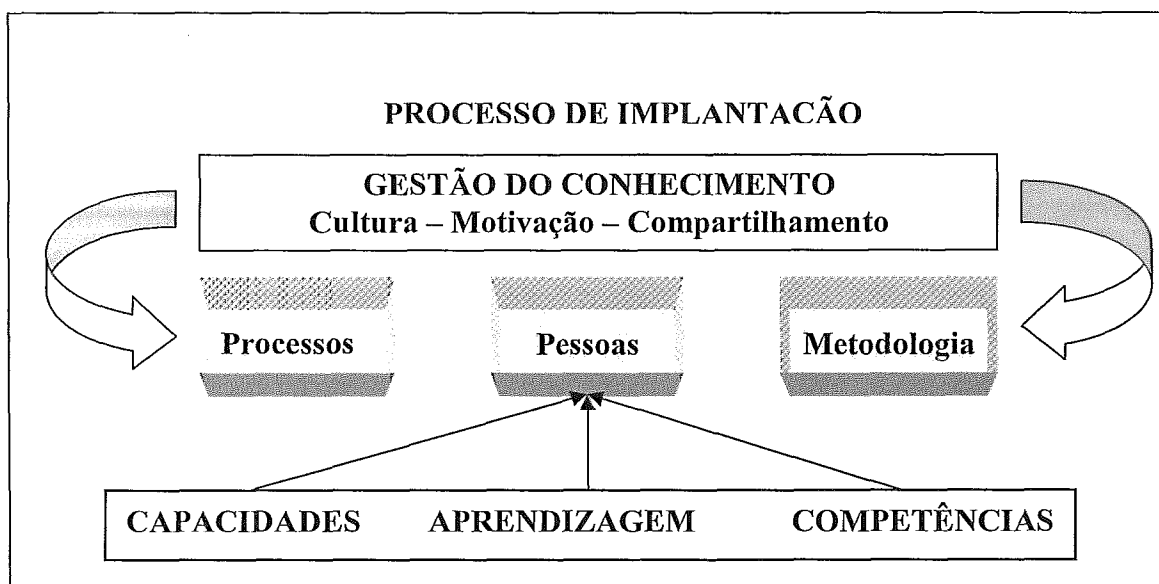 PROCESSO DE IMPLANTACÃO
GESTÃO DO CONHECIMENTO
Cultura – Motivação – Compartilhamento
Processos Pessoas Metodologia
CAPACIDADES APRENDIZAGEM COMPETÊNCIAS